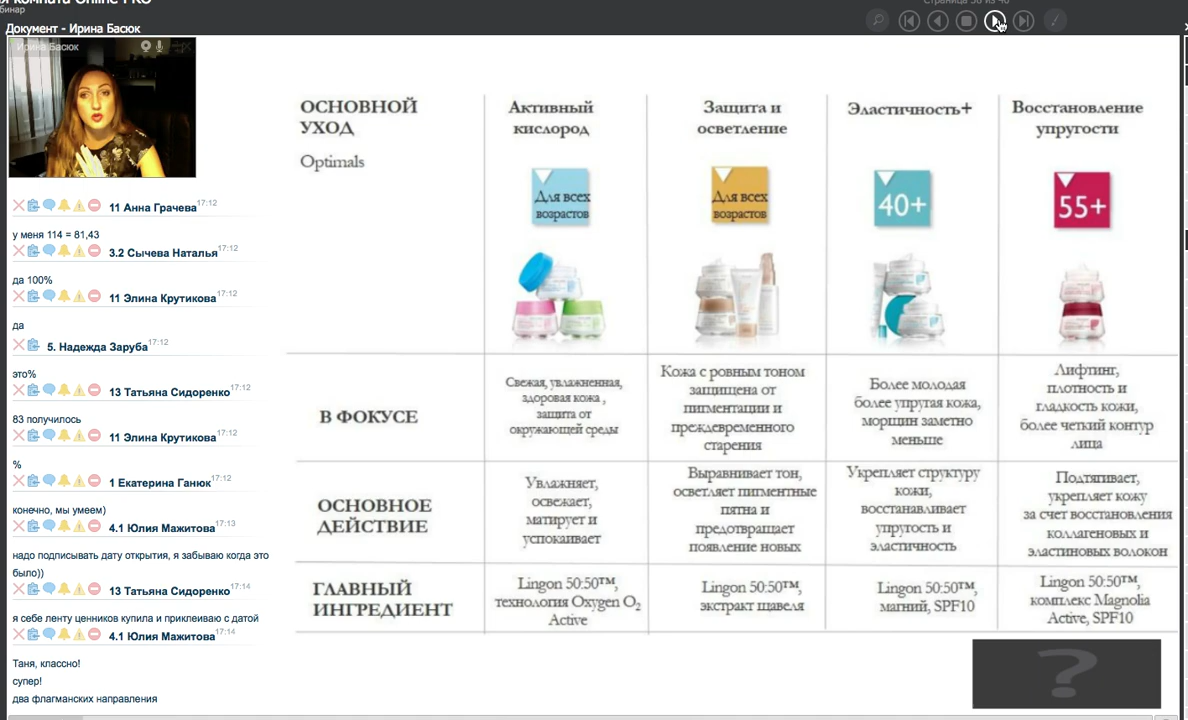 я комната Online PRO
бинар
Страница 38 из 40
Документ - Ирина Басюк
Ирина Басюк
11 Анна Грачева 17:12
у меня 114 = 81,43
3.2 Сычева Наталья 17:12
да 100%
11 Элина Крутикова 17:12
да
5. Надежда Заруба 17:12
это%
13 Татьяна Сидоренко 17:12
83 получилось
11 Элина Крутикова 17:12
%
1 Екатерина Ганюк 17:12
конечно, мы умеем)
4.1 Юлия Мажитова 17:13
надо подписывать дату открытия, я забываю когда это
было))
13 Татьяна Сидоренко 17:14
я себе ленту ценников купила и приклеиваю с датой
4.1 Юлия Мажитова 17:14
Таня, классно!
супер!
два флагманских направления
ОСНОВНОЙ
УХОД
Optimals
Активный
кислород
Защита и
осветление
Эластичность+
Восстановление
упругости
Для всех
возрастов
Для всех
возрастов
40+
55+
В ФОКУСЕ
Свежая, увлажненная,
здоровая кожа ,
защита от
окружающей среды
Кожа с ровным тоном
защищена от
пигментации и
преждевременного
старения
Более молодая
более упругая кожа,
морщин заметно
меньше
Лифтинг,
плотность и
гладкость кожи,
более четкий контур
лица
ОСНОВНОЕ
ДЕЙСТВИЕ
Увлажняет,
освежает,
матирует и
успокаивает
Выравнивает тон,
осветляет пигментные
пятна и
предотвращает
появление новых
Укрепляет структуру
кожи,
восстанавливает
упругость и
эластичность
Подтягивает,
укрепляет кожу
за счет восстановления
коллагеновых и
эластиновых волокон
ГЛАВНЫЙ
ИНГРЕДИЕНТ
Lingon 50:50™,
технология Oxygen O₂
Active
Lingon 50:50™,
экстракт щавеля
Lingon 50:50™,
магний, SPF10
Lingon 50:50™,
комплекс Magnolia
Active, SPF10
?